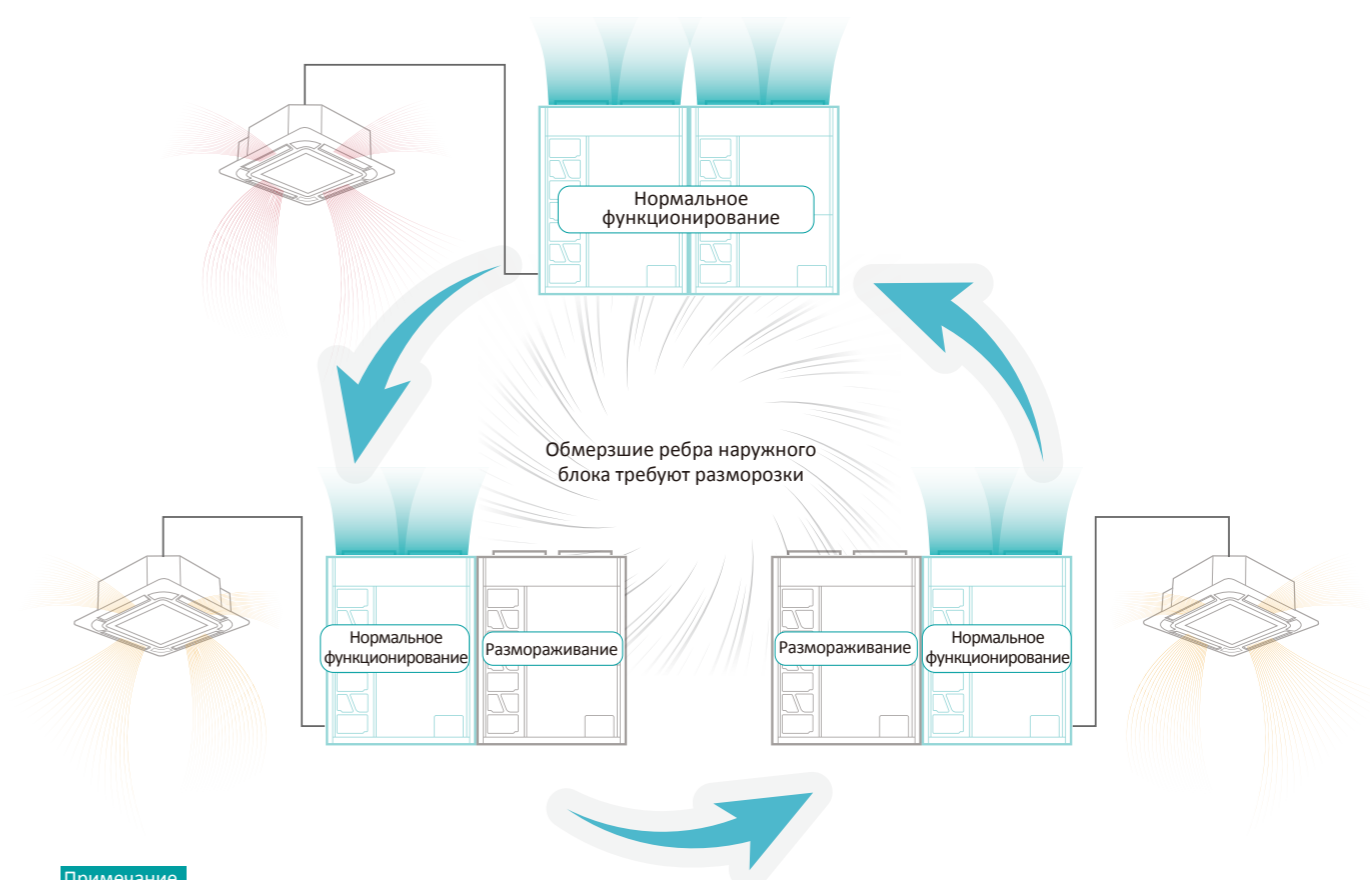 Нормальное
функционирование
Обмерзшие ребра наружного
блока требуют разморозки
Нормальное
функционирование
Размораживание
Размораживание
Нормальное
функционирование
Примечание